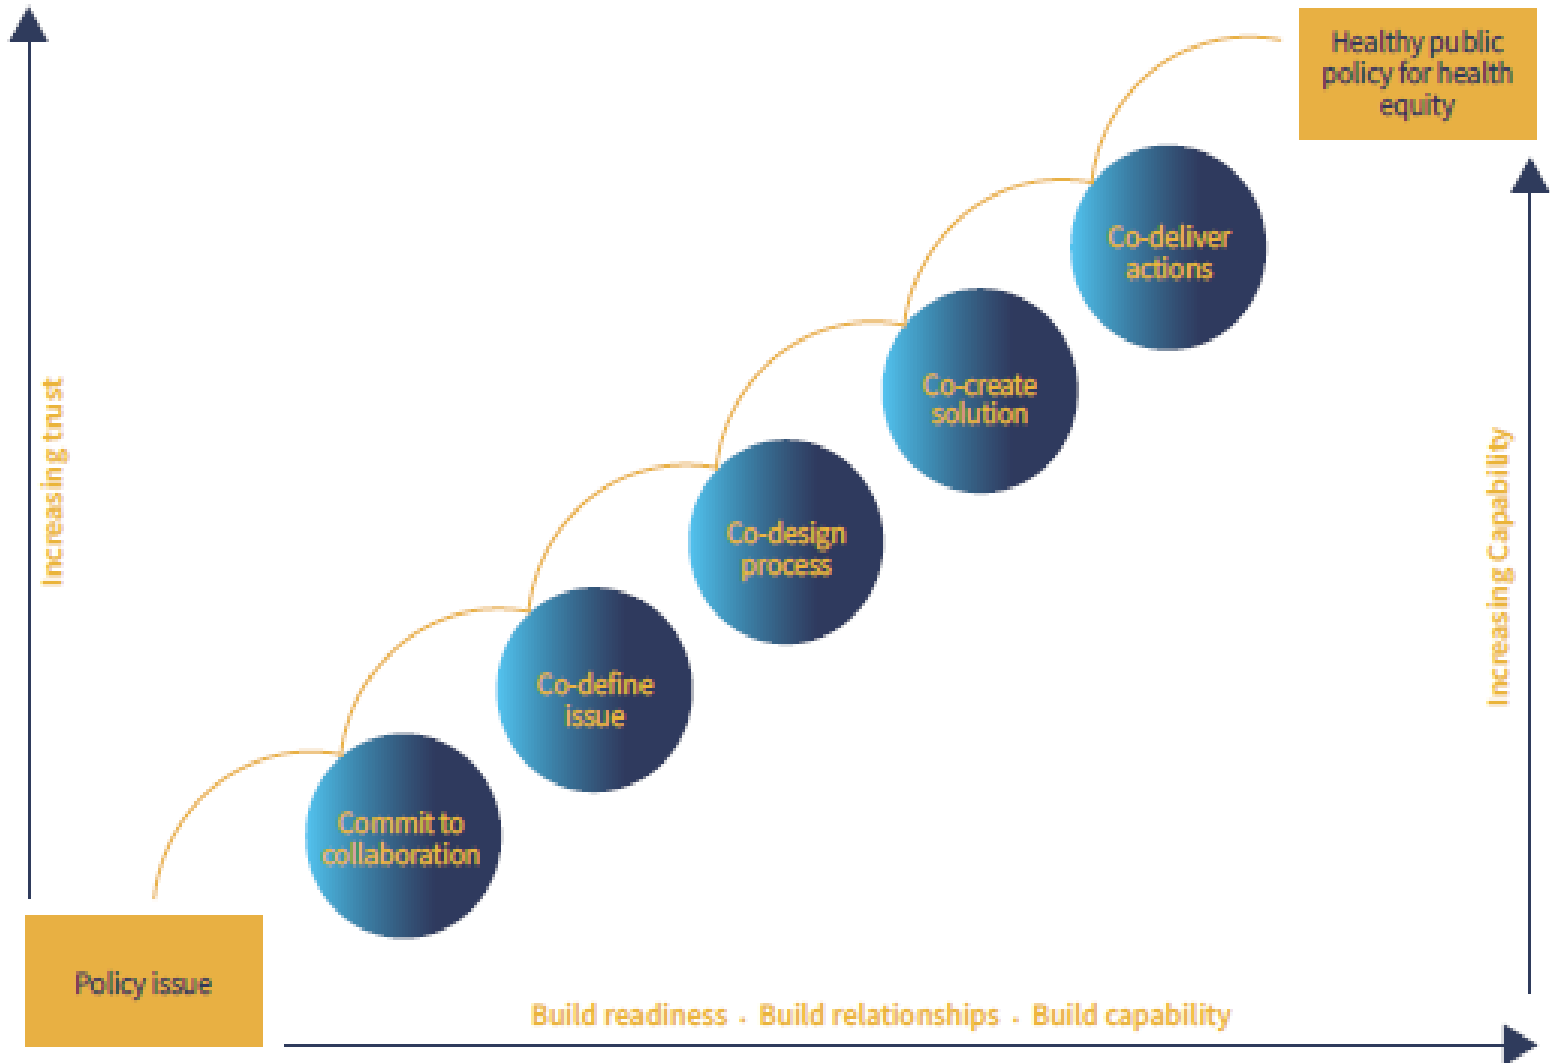 Healthy public
policy for health
equity
Co-deliver
actions
Co-create
solution
Co-design
process
Co-define
issue
Commit to
collaboration
Policy issue
Increasing trust
Increasing Capability
Build readiness · Build relationships · Build capability